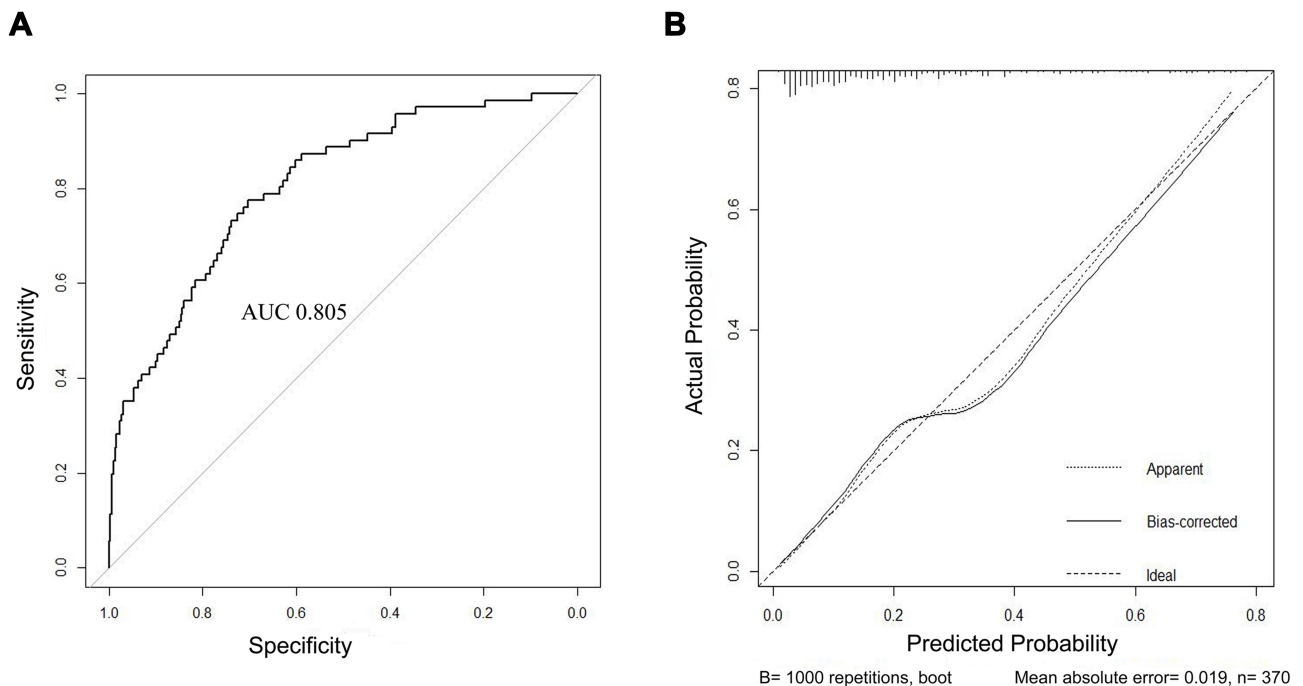 A
B
1.0
0.8
0.6
0.4
0.2
0.0
Sensitivity
AUC 0.805
1.0 0.8 0.6 0.4 0.2 0.0
Specificity
0.8
0.6
0.4
0.2
0.0
Actual Probability
Apparent
Bias-corrected
Ideal
0.0 0.2 0.4 0.6 0.8
Predicted Probability
B= 1000 repetitions, boot Mean absolute error= 0.019, n= 370